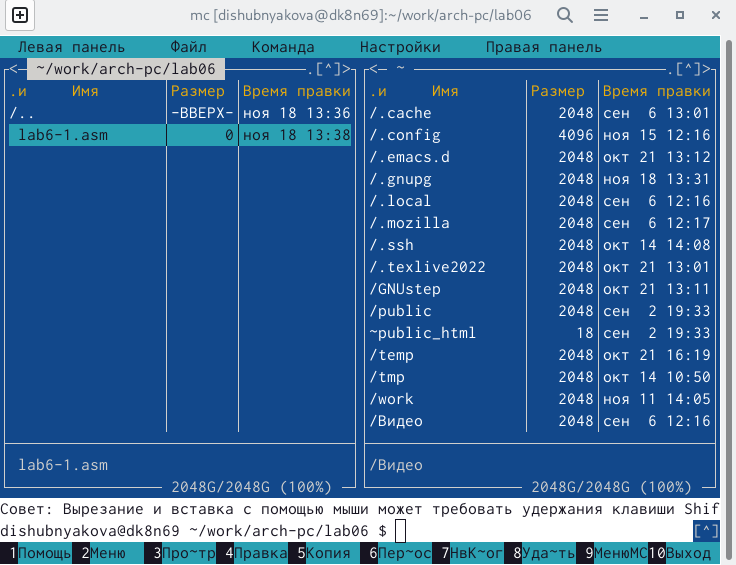 mc [dishubnyakova@dk8n69]:~/work/arch-pc/lab06
Левая панель Файл Команда Настройки Правая панель
<─ ~/work/arch-pc/lab06 .[^]> <─ ~ .[^]>
.и Имя Размер Время правки .и Имя Размер Время правки
/.. -ВВЕРХ- ноя 18 13:36 /.cache 2048 сен 6 13:01
lab6-1.asm 0 ноя 18 13:38 /.config 4096 ноя 15 12:16
/.emacs.d 2048 окт 21 13:12
/.gnupg 2048 ноя 18 13:31
/.local 2048 сен 6 12:16
/.mozilla 2048 сен 6 12:17
/.ssh 2048 окт 14 14:08
/.texlive2022 2048 окт 21 13:01
/GNUstep 2048 окт 21 13:11
/public 2048 сен 2 19:33
~public_html 18 сен 2 19:33
/temp 2048 окт 21 16:19
/tmp 2048 окт 14 10:50
/work 2048 ноя 11 14:05
/Видео 2048 сен 6 12:16
lab6-1.asm /Видео
2048G/2048G (100%) 2048G/2048G (100%)
Совет: Вырезание и вставка с помощью мыши может требовать удержания клавиши Shif
dishubnyakova@dk8n69 ~/work/arch-pc/lab06 $ [^]
1Помощь 2Меню 3Про~тр 4Правка 5Копия 6Пер~ос 7НвК~ог 8Уда~ть 9МенюMC 10Выход